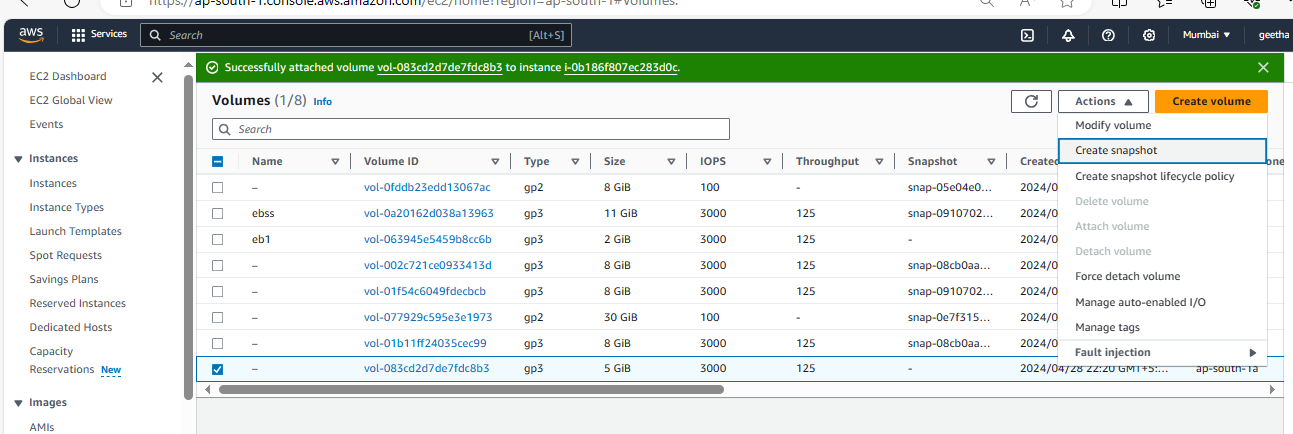 https://ap-south-1.console.aws.amazon.com/ec2/home?region=ap-south-1#Volumes:
aws Services Search [Alt+S] Mumbai geetha
EC2 Dashboard
EC2 Global View
Events
Instances
Instances
Instance Types
Launch Templates
Spot Requests
Savings Plans
Reserved Instances
Dedicated Hosts
Capacity
Reservations New
Images
AMIs
Successfully attached volume vol-083cd2d7de7fdc8b3 to instance i-0b186f807ec283d0c.
Volumes (1/8) Info Actions Create volume
Search
Name Volume ID Type Size IOPS Throughput Snapshot Created
– vol-0fddb23edd13067ac gp2 8 GiB 100 - snap-05e04e0... 2024/0
ebss vol-0a20162d038a13963 gp3 11 GiB 3000 125 snap-0910702... 2024/0
eb1 vol-063945e5459b8cc6b gp3 2 GiB 3000 125 - 2024/0
– vol-002c721ce0933413d gp3 8 GiB 3000 125 snap-08cb0aa... 2024/0
– vol-01f54c6049fdecbcb gp3 8 GiB 3000 125 snap-0910702... 2024/0
– vol-077929c595e3e1973 gp2 30 GiB 100 - snap-0e7f315... 2024/0
– vol-01b11ff24035cec99 gp3 8 GiB 3000 125 snap-08cb0aa... 2024/0
– vol-083cd2d7de7fdc8b3 gp3 5 GiB 3000 125 - 2024/04/28 22:20 GMT+5:... ap-south-1a
Modify volume
Create snapshot
Create snapshot lifecycle policy
Delete volume
Attach volume
Detach volume
Force detach volume
Manage auto-enabled I/O
Manage tags
Fault injection